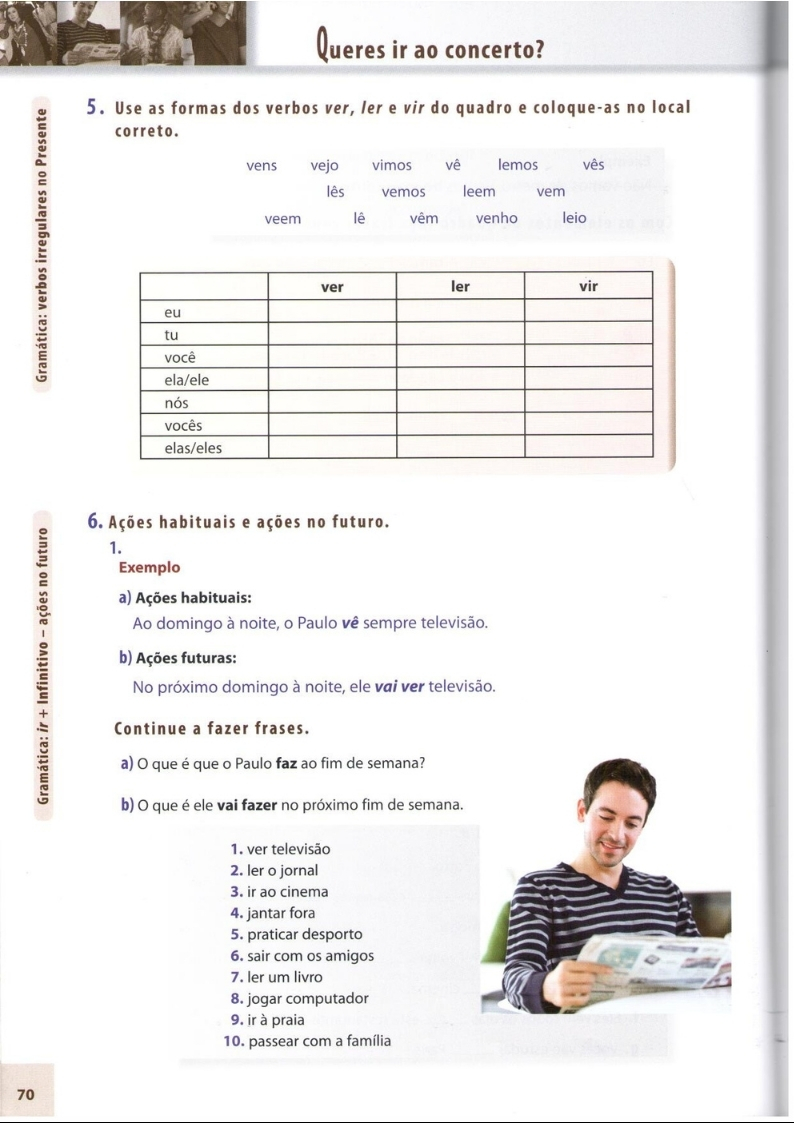 Queres ir ao concerto?
Gramática: verbos irregulares no Presente
5. Use as formas dos verbos ver, ler e vir do quadro e coloque-as no local
correto.
vens vejo vimos vê lemos vês
lês vemos leem vem
veem lê vêm venho leio
ver ler vir
eu
tu
você
ela/ele
nós
vocês
elas/eles
Gramática: ir + Infinitivo – ações no futuro
6. Ações habituais e ações no futuro.
1.
Exemplo
a) Ações habituais:
Ao domingo à noite, o Paulo vê sempre televisão.
b) Ações futuras:
No próximo domingo à noite, ele vai ver televisão.
Continue a fazer frases.
a) O que é que o Paulo faz ao fim de semana?
b) O que é ele vai fazer no próximo fim de semana.
1. ver televisão
2. ler o jornal
3. ir ao cinema
4. jantar fora
5. praticar desporto
6. sair com os amigos
7. ler um livro
8. jogar computador
9. ir à praia
10. passear com a família
70